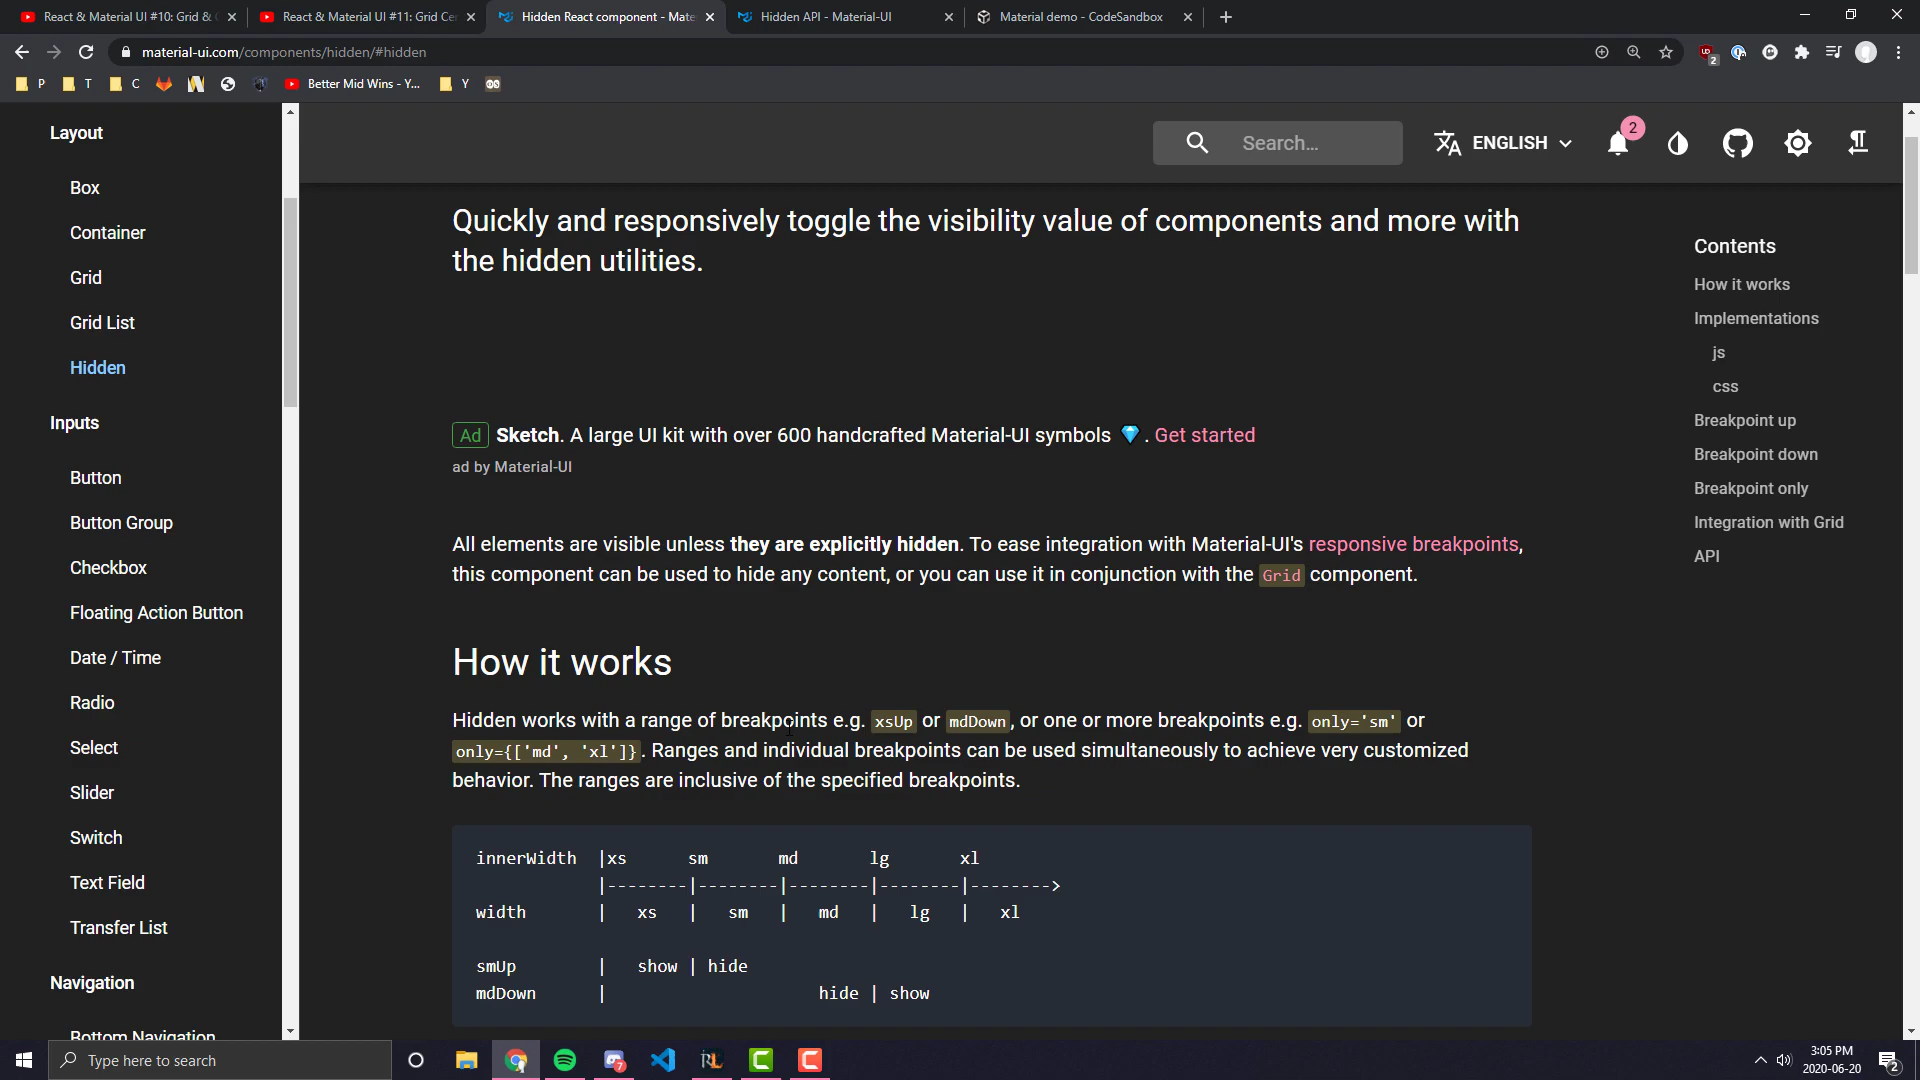 React & Material UI #10: Grid &
React & Material UI #11: Grid Cen
Hidden React component - Mate
Hidden API - Material-UI
Material demo - CodeSandbox
material-ui.com/components/hidden/#hidden
2
P
T
C
Better Mid Wins - Y...
Y
Layout
Box
Container
Grid
Grid List
Hidden
Inputs
Button
Button Group
Checkbox
Floating Action Button
Date / Time
Radio
Select
Slider
Switch
Text Field
Transfer List
Navigation
Bottom Navigation
Search…
ENGLISH
2
Quickly and responsively toggle the visibility value of components and more with
the hidden utilities.
Ad Sketch. A large UI kit with over 600 handcrafted Material-UI symbols 💎. Get started
ad by Material-UI
All elements are visible unless they are explicitly hidden. To ease integration with Material-UI's responsive breakpoints,
this component can be used to hide any content, or you can use it in conjunction with the Grid component.
How it works
Hidden works with a range of breakpoints e.g. xsUp or mdDown, or one or more breakpoints e.g. only='sm' or
only={['md', 'xl']}. Ranges and individual breakpoints can be used simultaneously to achieve very customized
behavior. The ranges are inclusive of the specified breakpoints.
innerWidth  |xs      sm       md       lg       xl
            |--------|--------|--------|--------|-------->
width       |   xs   |   sm   |   md   |   lg   |   xl
smUp        |   show | hide
mdDown      |                     hide | show
Contents
How it works
Implementations
js
css
Breakpoint up
Breakpoint down
Breakpoint only
Integration with Grid
API
Type here to search
7
RL
3:05 PM
2020-06-20
2